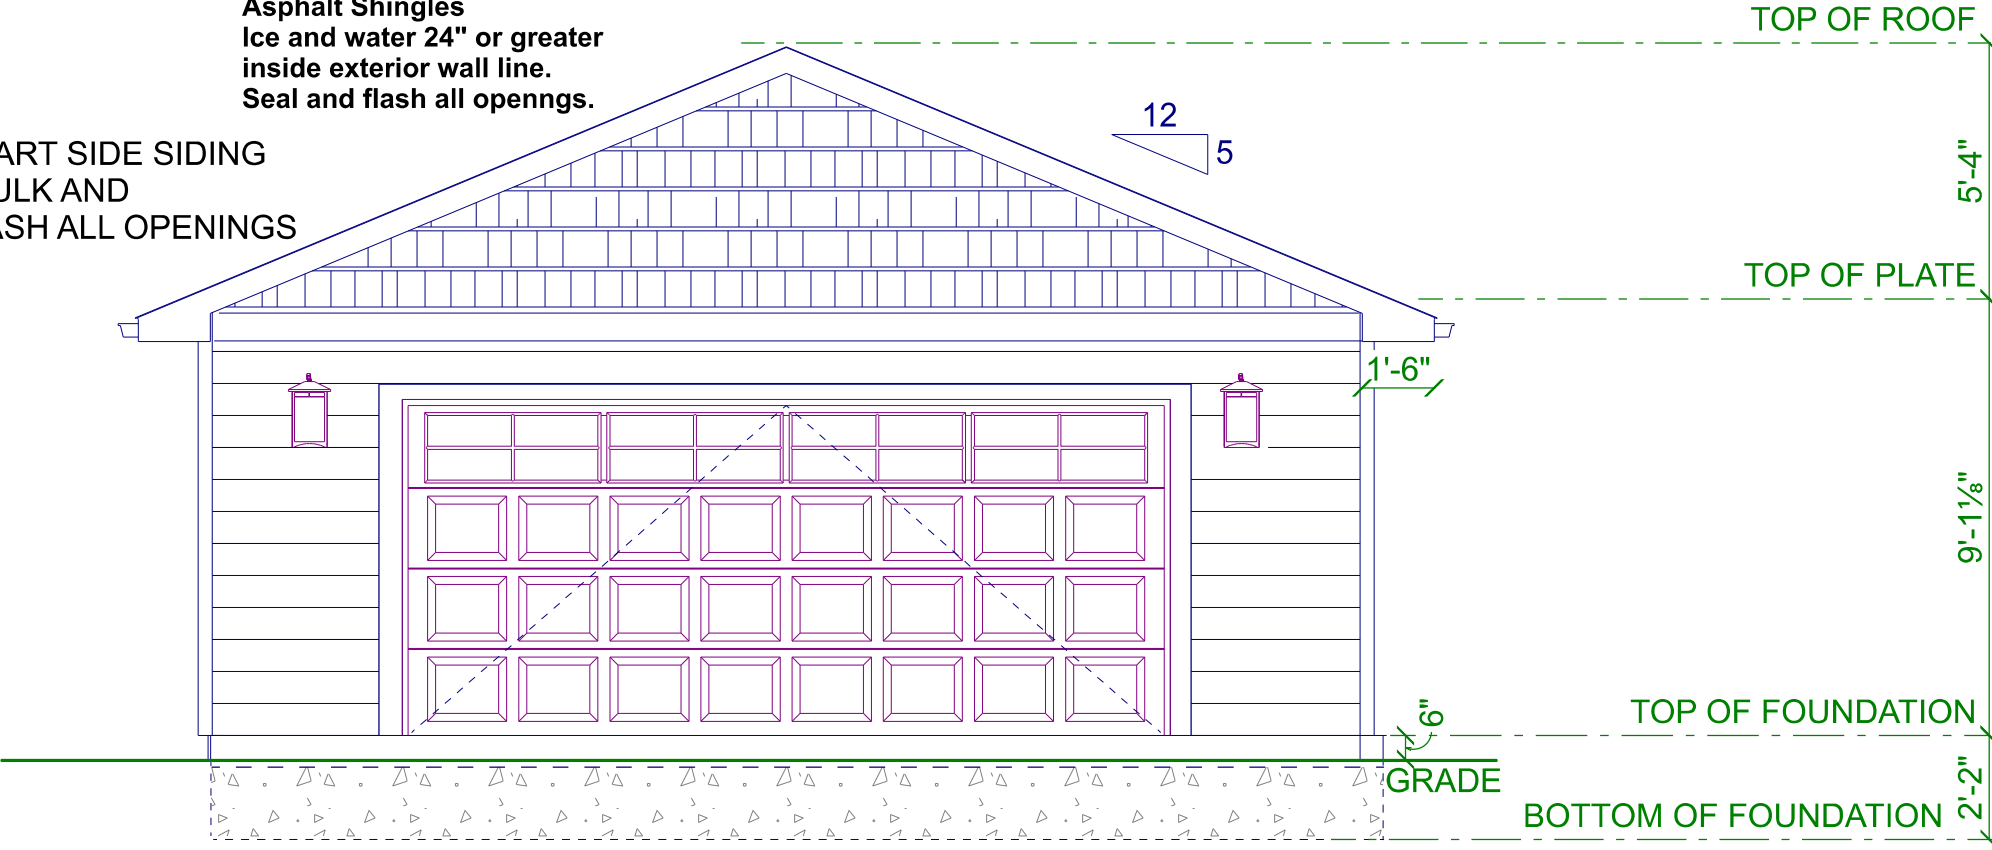 Asphalt Shingles
Ice and water 24" or greater
inside exterior wall line.
Seal and flash all openngs.
ART SIDE SIDING
ULK AND
ASH ALL OPENINGS
12
5
TOP OF ROOF
5'-4"
TOP OF PLATE
1'-6"
9'-1⅛"
TOP OF FOUNDATION
6"
GRADE
2'-2"
BOTTOM OF FOUNDATION